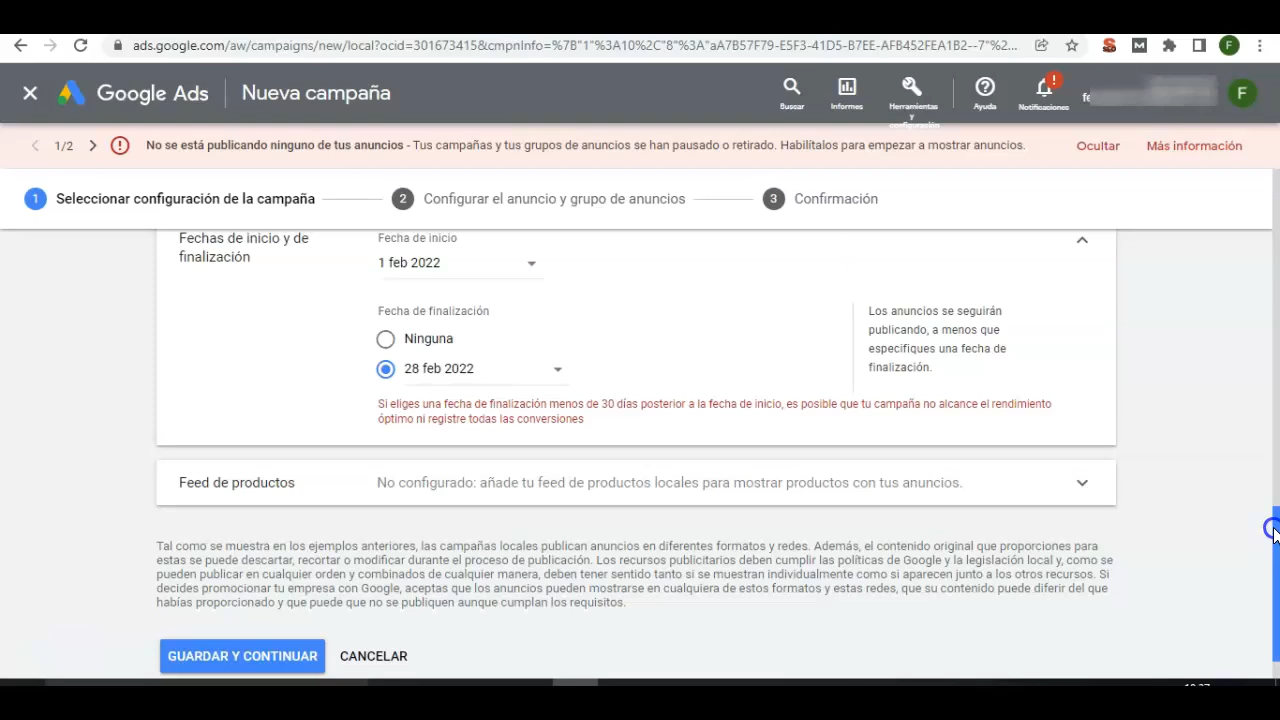 ads.google.com/aw/campaigns/new/local?ocid=301673415&cmpnInfo=%7B"1"%3A10%2C"8"%3A"aA7B57F79-E5F3-41D5-B7EE-AFB452FEA1B2--7"%2...
F
Google Ads
Nueva campaña
Buscar
Informes
Herramientas
y
configuración
Ayuda
!
Notificaciones
fe
F
1/2
No se está publicando ninguno de tus anuncios - Tus campañas y tus grupos de anuncios se han pausado o retirado. Habilítalos para empezar a mostrar anuncios.
Ocultar
Más información
1 Seleccionar configuración de la campaña
2 Configurar el anuncio y grupo de anuncios
3 Confirmación
Fechas de inicio y de
finalización
Fecha de inicio
1 feb 2022
Fecha de finalización
Ninguna
28 feb 2022
Los anuncios se seguirán
publicando, a menos que
especifiques una fecha de
finalización.
Si eliges una fecha de finalización menos de 30 días posterior a la fecha de inicio, es posible que tu campaña no alcance el rendimiento
óptimo ni registre todas las conversiones
Feed de productos
No configurado: añade tu feed de productos locales para mostrar productos con tus anuncios.
Tal como se muestra en los ejemplos anteriores, las campañas locales publican anuncios en diferentes formatos y redes. Además, el contenido original que proporciones para
estas se puede descartar, recortar o modificar durante el proceso de publicación. Los recursos publicitarios deben cumplir las políticas de Google y la legislación local y, como se
pueden publicar en cualquier orden y combinados de cualquier manera, deben tener sentido tanto si se muestran individualmente como si aparecen junto a los otros recursos. Si
decides promocionar tu empresa con Google, aceptas que los anuncios pueden mostrarse en cualquiera de estos formatos y estas redes, que su contenido puede diferir del que
habías proporcionado y que puede que no se publiquen aunque cumplan los requisitos.
GUARDAR Y CONTINUAR
CANCELAR